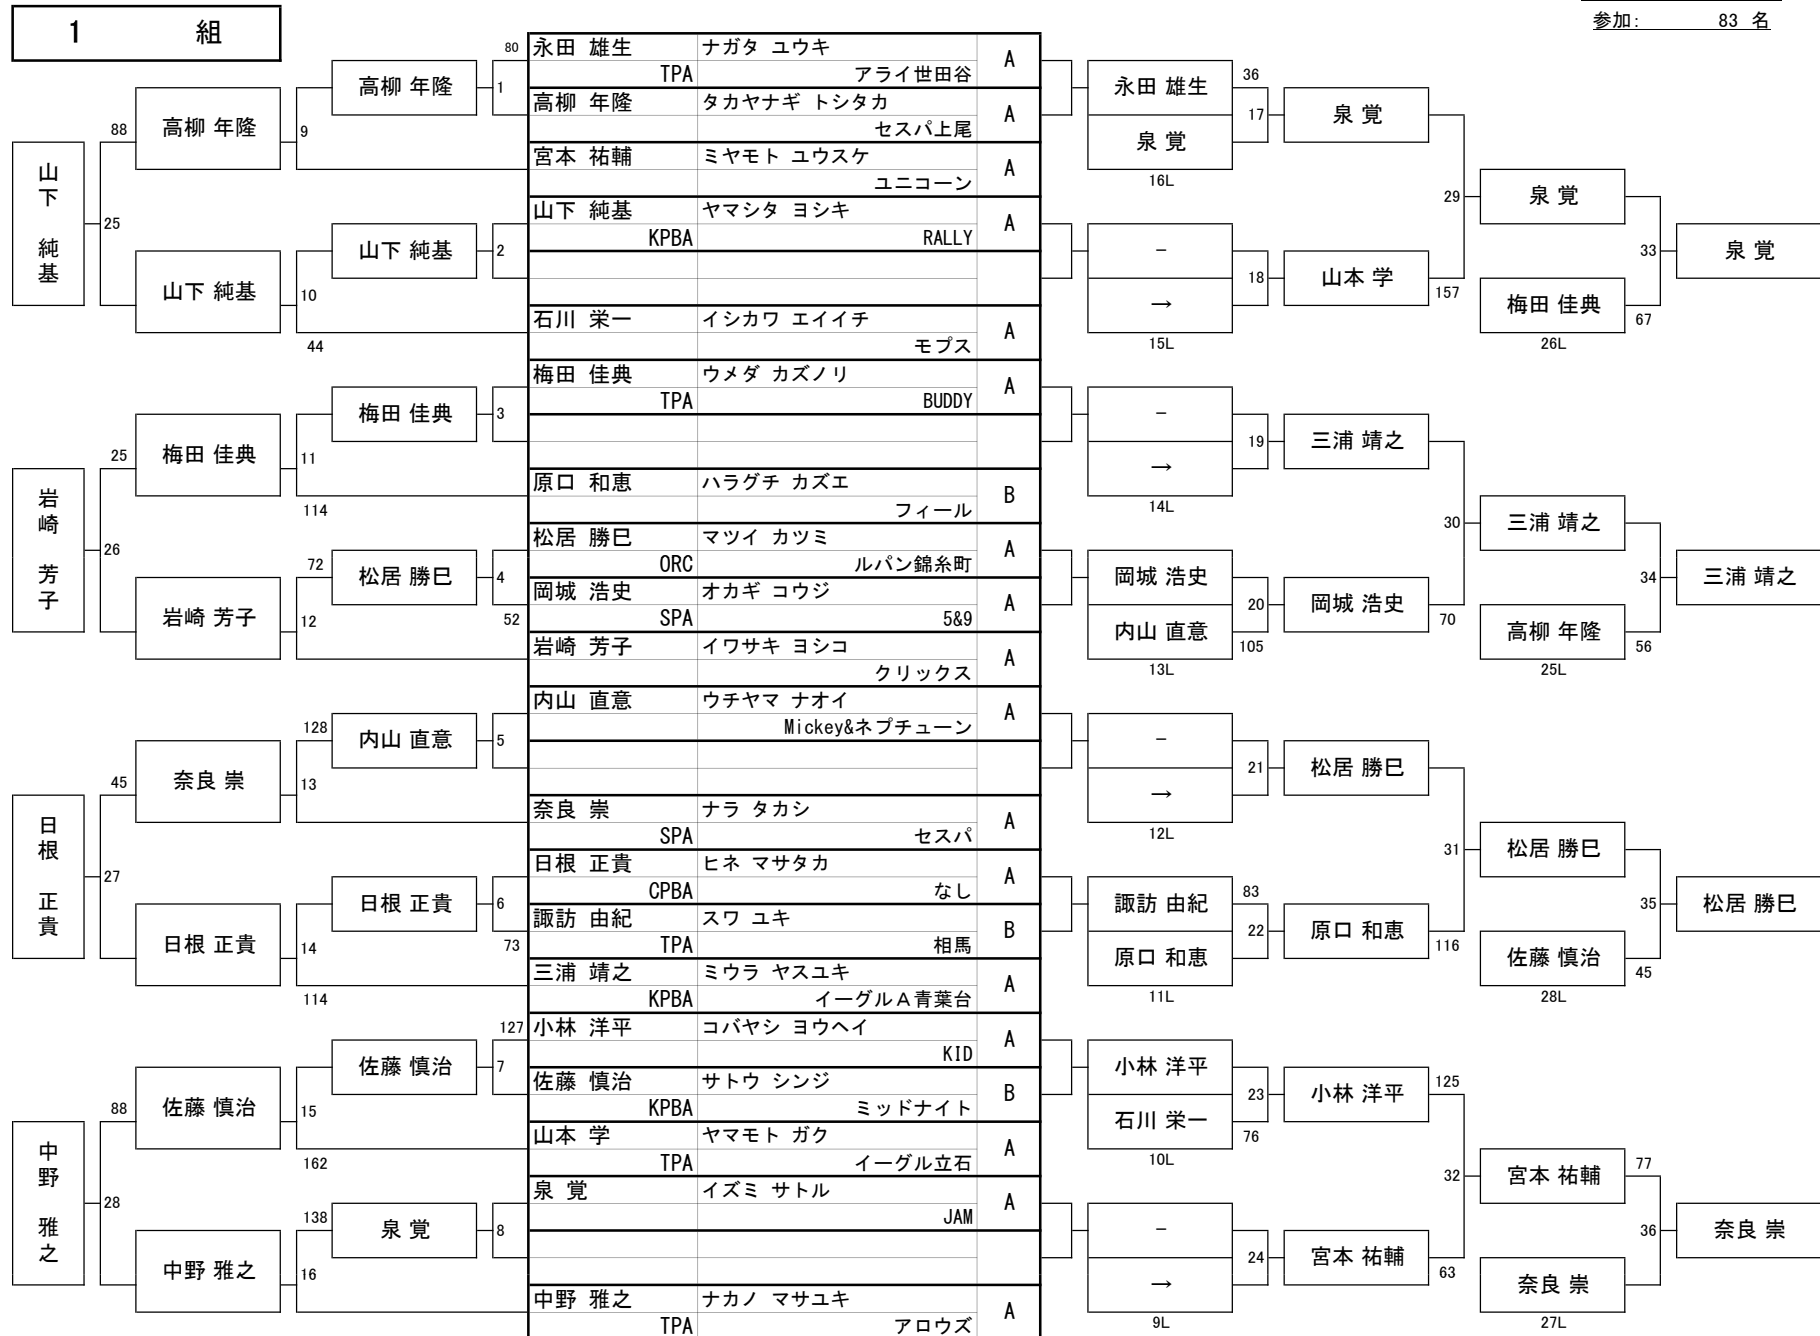 1 組
参加: 83 名
80 永田 雄生 ナガタ ユウキ A
TPA アライ世田谷
高柳 年隆 1
高柳 年隆 タカヤナギ トシタカ A
セスパ上尾
88 高柳 年隆 9
宮本 祐輔 ミヤモト ユウスケ A
ユニコーン
山下 純基 25
山下 純基 ヤマシタ ヨシキ A
KPBA RALLY
山下 純基 2
山下 純基 10
44
石川 栄一 イシカワ エイイチ A
モプス
梅田 佳典 ウメダ カズノリ A
TPA BUDDY
梅田 佳典 3
25 梅田 佳典 11
114
原口 和恵 ハラグチ カズエ B
フィール
岩崎 芳子 26
松居 勝巳 マツイ カツミ A
ORC ルパン錦糸町
72 松居 勝巳 4
52
岡城 浩史 オカギ コウジ A
SPA 5&9
岩崎 芳子 12
岩崎 芳子 イワサキ ヨシコ A
クリックス
内山 直意 ウチヤマ ナオイ A
Mickey&ネプチューン
128 内山 直意 5
45 奈良 崇 13
奈良 崇 ナラ タカシ A
SPA セスパ
日根 正貴 27
日根 正貴 ヒネ マサタカ A
CPBA なし
日根 正貴 6
73
諏訪 由紀 スワ ユキ B
TPA 相馬
日根 正貴 14
114
三浦 靖之 ミウラ ヤスユキ A
KPBA イーグルA青葉台
127 小林 洋平 コバヤシ ヨウヘイ A
KID
佐藤 慎治 7
佐藤 慎治 サトウ シンジ B
KPBA ミッドナイト
88 佐藤 慎治 15
162
山本 学 ヤマモト ガク A
TPA イーグル立石
中野 雅之 28
泉 覚 イズミ サトル A
JAM
138 泉 覚 8
中野 雅之 16
中野 雅之 ナカノ マサユキ A
TPA アロウズ
永田 雄生 36
17 泉 覚
泉 覚
16L
29 泉 覚
-
18 山本 学 157
→
15L
33 泉 覚
梅田 佳典 67
26L
-
19 三浦 靖之
→
14L
30 三浦 靖之
岡城 浩史
20 岡城 浩史 70
内山 直意 105
13L
34 三浦 靖之
高柳 年隆 56
25L
-
21 松居 勝巳
→
12L
31 松居 勝巳
諏訪 由紀 83
22 原口 和恵 116
原口 和恵
11L
35 松居 勝巳
佐藤 慎治 45
28L
小林 洋平
23 小林 洋平 125
石川 栄一 76
10L
32 宮本 祐輔 77
-
24 宮本 祐輔 63
→
9L
36 奈良 崇
奈良 崇
27L